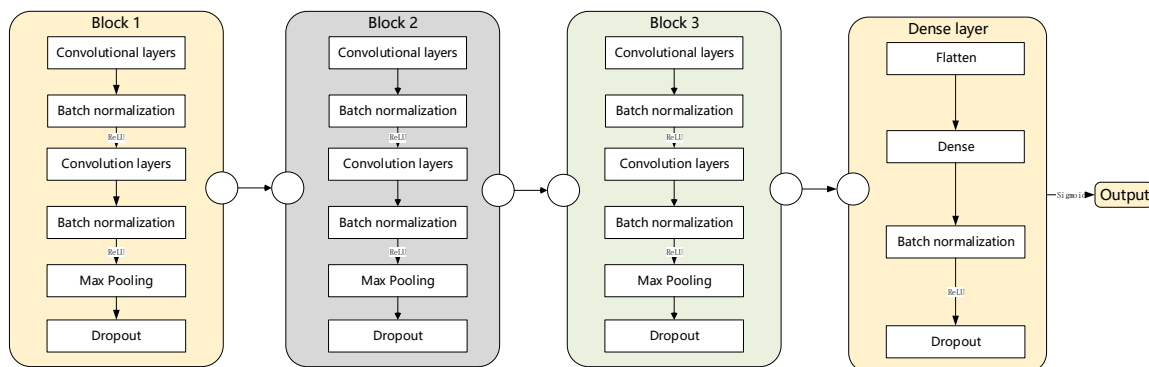 Block 1
Convolutional layers
Batch normalization
ReLU
Convolution layers
Batch normalization
ReLU
Max Pooling
Dropout
Block 2
Convolutional layers
Batch normalization
ReLU
Convolution layers
Batch normalization
ReLU
Max Pooling
Dropout
Block 3
Convolutional layers
Batch normalization
ReLU
Convolution layers
Batch normalization
ReLU
Max Pooling
Dropout
Dense layer
Flatten
Dense
Batch normalization
ReLU
Dropout
Sigmoid
Output